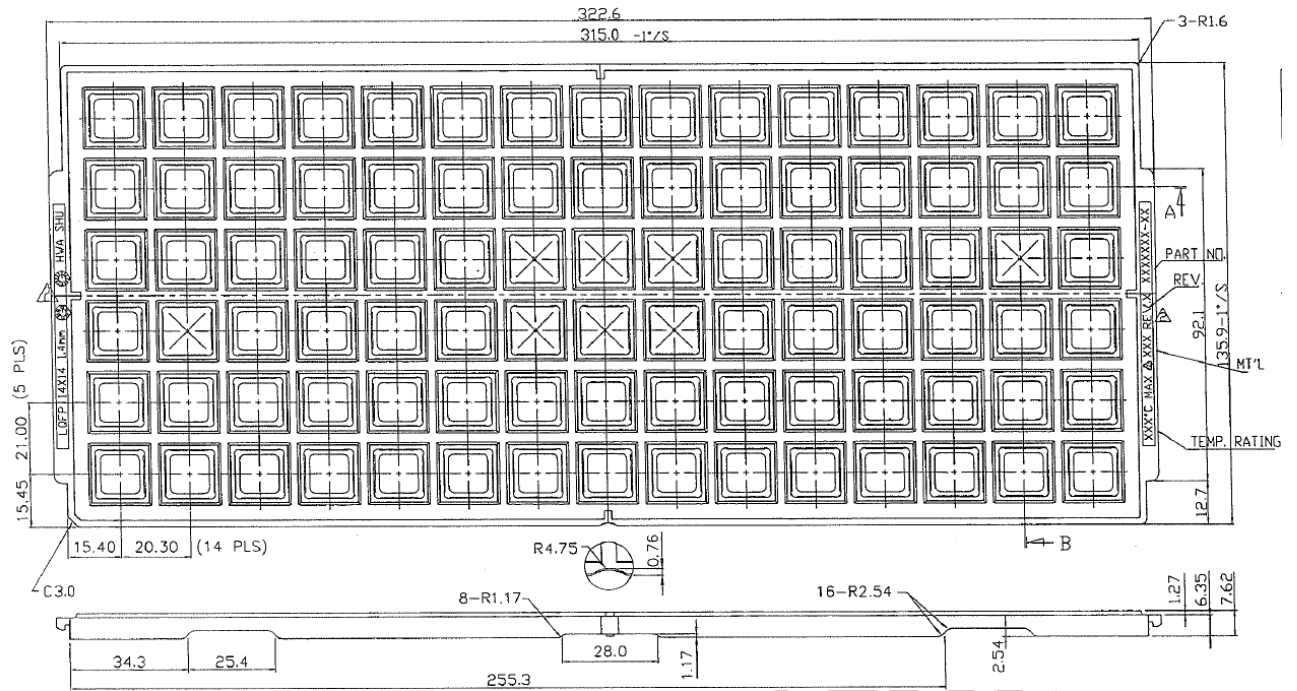 322.6
315.0 -1°/S
3-R1.6
A
HWA SHU
LQFP 14X14 1.4mm
PART NO.
REV.
92.1
135.9-1°/S
XXX°C MAX XXX REV.X XXXXXX-XX
MT'L
TEMP. RATING
21.00 (5 PLS)
15.45
12.7
15.40
20.30
(14 PLS)
R4.75
0.76
B
C3.0
8-R1.17
16-R2.54
1.27
6.35
7.62
34.3
25.4
28.0
1.17
2.54
255.3